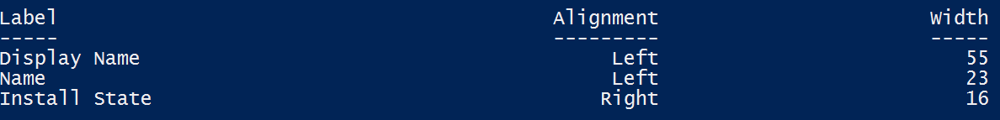 Label Alignment Width
----- --------- -----
Display Name Left 55
Name Left 23
Install State Right 16